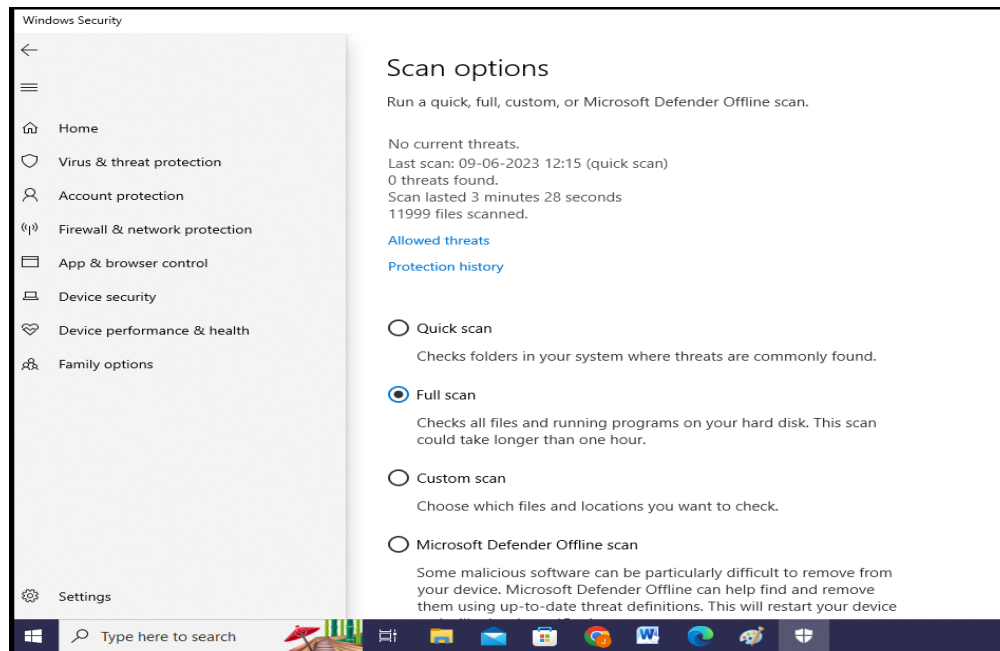 Windows Security
Home
Virus & threat protection
Account protection
Firewall & network protection
App & browser control
Device security
Device performance & health
Family options
Settings
Scan options
Run a quick, full, custom, or Microsoft Defender Offline scan.
No current threats.
Last scan: 09-06-2023 12:15 (quick scan)
0 threats found.
Scan lasted 3 minutes 28 seconds
11999 files scanned.
Allowed threats
Protection history
Quick scan
Checks folders in your system where threats are commonly found.
Full scan
Checks all files and running programs on your hard disk. This scan
could take longer than one hour.
Custom scan
Choose which files and locations you want to check.
Microsoft Defender Offline scan
Some malicious software can be particularly difficult to remove from
your device. Microsoft Defender Offline can help find and remove
them using up-to-date threat definitions. This will restart your device
Type here to search